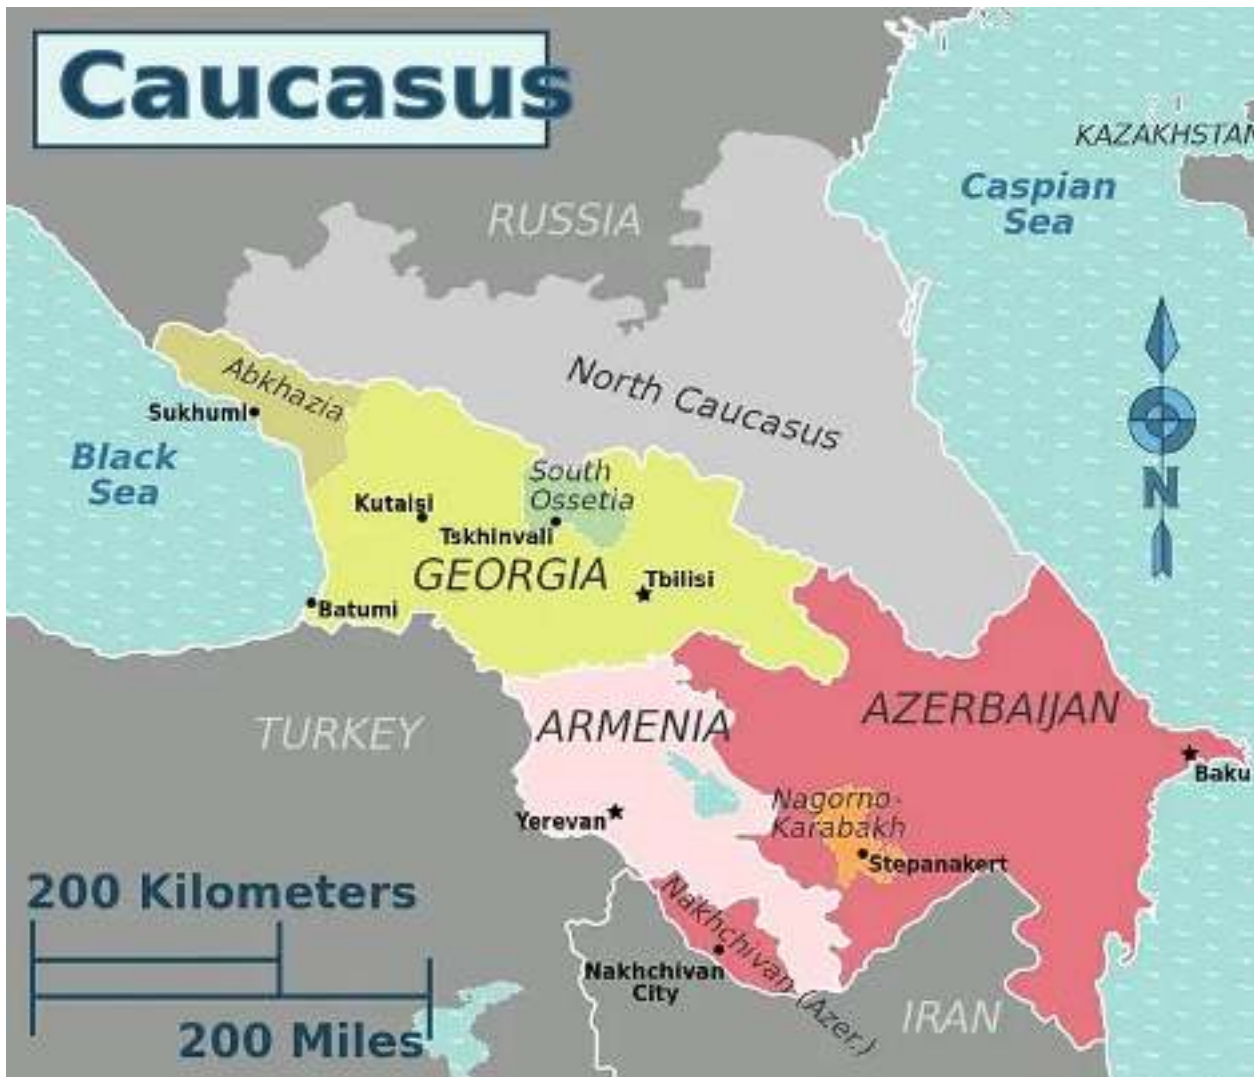 Caucasus
KAZAKHSTAN
RUSSIA
Caspian
Sea
North Caucasus
Abkhazia
Sukhumi
Black
Sea
N
South
Ossetia
Kutaisi
Tskhinvali
GEORGIA
Tbilisi
Batumi
TURKEY
ARMENIA
AZERBAIJAN
Baku
Nagorno-
Karabakh
Yerevan
Stepanakert
Nakhchivan (Azer.)
Nakhchivan
City
IRAN
200 Kilometers
200 Miles